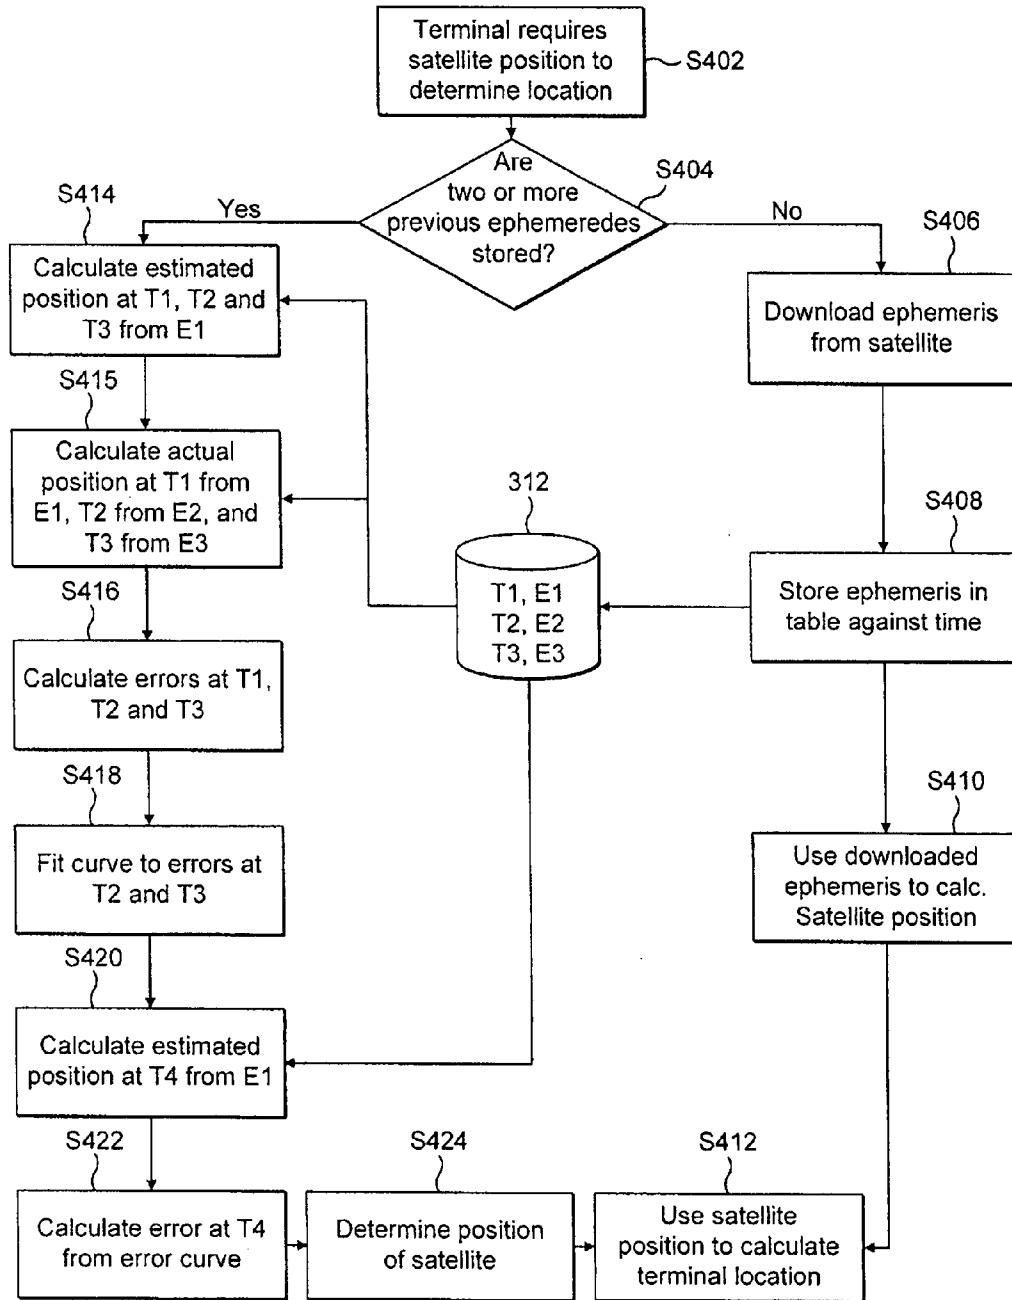 Terminal requires
satellite position to
determine location
S402
Are
two or more
previous ephemeredes
stored?
S404
Yes
No
S414
Calculate estimated
position at T1, T2 and
T3 from E1
S406
Download ephemeris
from satellite
S415
Calculate actual
position at T1 from
E1, T2 from E2, and
T3 from E3
312
T1, E1
T2, E2
T3, E3
S408
Store ephemeris in
table against time
S416
Calculate errors at T1,
T2 and T3
S418
Fit curve to errors at
T2 and T3
S410
Use downloaded
ephemeris to calc.
Satellite position
S420
Calculate estimated
position at T4 from E1
S422
Calculate error at T4
from error curve
S424
Determine position
of satellite
S412
Use satellite
position to calculate
terminal location